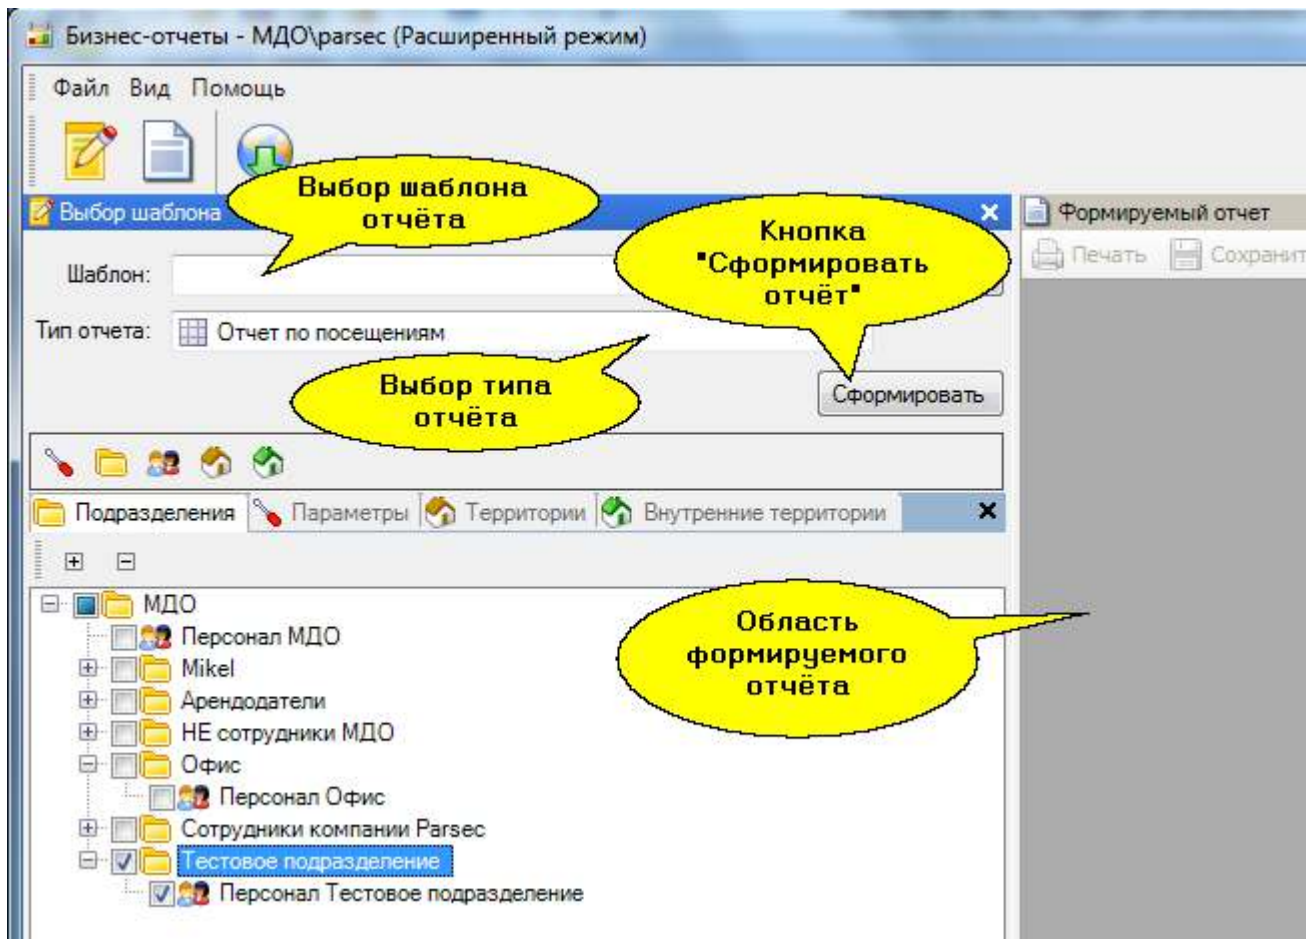 Бизнес-отчеты - МДО\parsec (Расширенный режим)
Файл Вид Помощь
Выбор шаблона
отчёта
Выбор шаблона
Формируемый отчет
Кнопка
"Сформировать
отчёт"
Печать Сохранит
Шаблон:
Тип отчета: Отчет по посещениям
Выбор типа
отчёта
Сформировать
Подразделения Параметры Территории Внутренние территории
МДО
Персонал МДО
Mikel
Арендодатели
НЕ сотрудники МДО
Офис
Персонал Офис
Сотрудники компании Parsec
Тестовое подразделение
Персонал Тестовое подразделение
Область
формируемого
отчёта